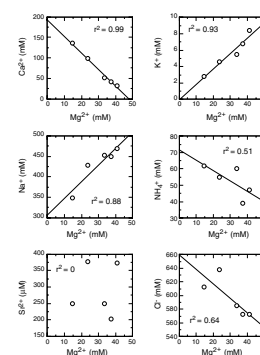 200
150
100
50
0
r² = 0.99
Ca²⁺ (mM)
0 10 20 30 40 50
Mg²⁺ (mM)
10
8
6
4
2
0
r² = 0.93
K⁺ (mM)
0 10 20 30 40 50
Mg²⁺ (mM)
500
450
400
350
300
r² = 0.88
Na⁺ (mM)
0 10 20 30 40 50
Mg²⁺ (mM)
80
70
60
50
40
30
r² = 0.51
NH₄⁺ (mM)
0 10 20 30 40 50
Mg²⁺ (mM)
400
350
300
250
200
150
r² = 0
Sr²⁺ (µM)
0 10 20 30 40 50
Mg²⁺ (mM)
660
640
620
600
580
560
540
r² = 0.64
Cl⁻ (mM)
0 10 20 30 40 50
Mg²⁺ (mM)